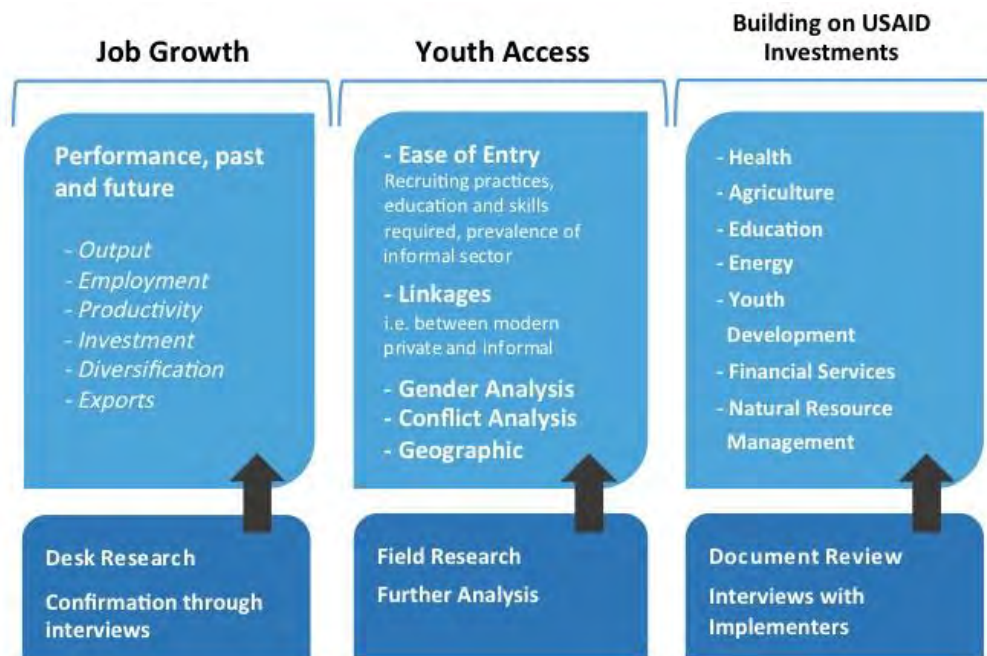 Job Growth
Performance, past
and future
- Output
- Employment
- Productivity
- Investment
- Diversification
- Exports
Desk Research
Confirmation through
interviews
Youth Access
- Ease of Entry
Recruiting practices,
education and skills
required, prevalence of
informal sector
- Linkages
i.e. between modern
private and informal
- Gender Analysis
- Conflict Analysis
- Geographic
Field Research
Further Analysis
Building on USAID
Investments
- Health
- Agriculture
- Education
- Energy
- Youth
Development
- Financial Services
- Natural Resource
Management
Document Review
Interviews with
Implementers